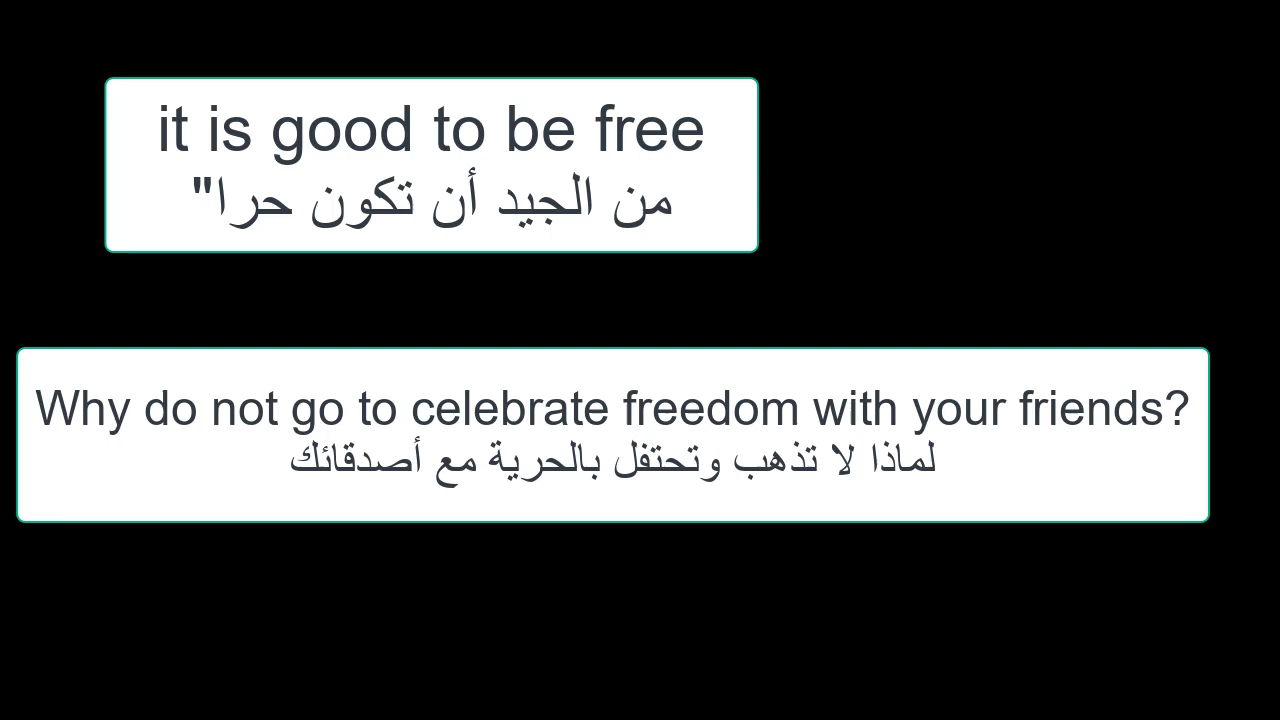 it is good to be free
من الجيد أن تكون حرا"
Why do not go to celebrate freedom with your friends?
لماذا لا تذهب وتحتفل بالحرية مع أصدقائك